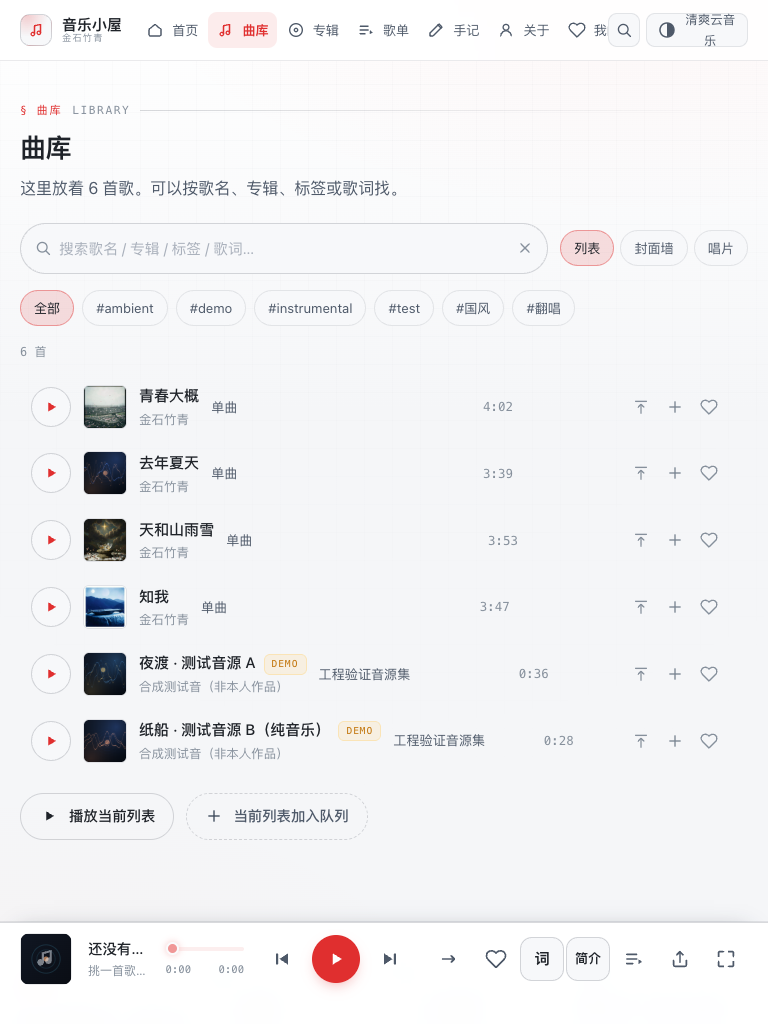 音乐小屋
金石竹青
首页
曲库
专辑
歌单
手记
关于
我
清爽云音乐
§ 曲库 LIBRARY
曲库
这里放着 6 首歌。可以按歌名、专辑、标签或歌词找。
搜索歌名 / 专辑 / 标签 / 歌词...
列表
封面墙
唱片
全部
#ambient
#demo
#instrumental
#test
#国风
#翻唱
6 首
青春大概
金石竹青
单曲
4:02
去年夏天
金石竹青
单曲
3:39
天和山雨雪
金石竹青
单曲
3:53
知我
金石竹青
单曲
3:47
夜渡 · 测试音源 A DEMO
合成测试音（非本人作品）
工程验证音源集
0:36
纸船 · 测试音源 B（纯音乐） DEMO
合成测试音（非本人作品）
工程验证音源集
0:28
播放当前列表
当前列表加入队列
还没有...
挑一首歌...
0:00
0:00
词
简介